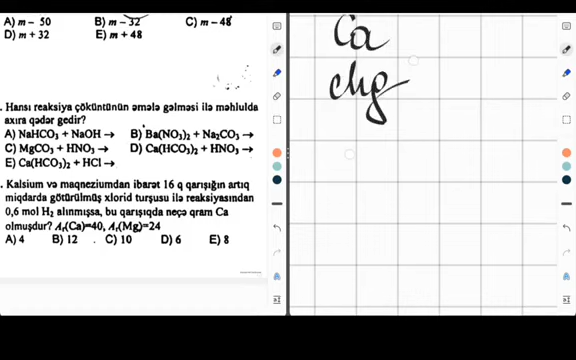 A) m – 50 B) m – 32 C) m – 48
D) m + 32 E) m + 48
. Hansı reaksiya çöküntünün əmələ gəlməsi ilə məhlulda
axıra qədər gedir?
A) NaHCO₃ + NaOH → B) Ba(NO₃)₂ + Na₂CO₃ →
C) MgCO₃ + HNO₃ → D) Ca(HCO₃)₂ + HNO₃ →
E) Ca(HCO₃)₂ + HCl →
. Kalsium və maqneziumdan ibarət 16 q qarışığın artıq
miqdarda götürülmüş xlorid turşusu ilə reaksiyasından
0,6 mol H₂ alınmışsa, bu qarışıqda neçə qram Ca
olmuşdur? Aᵣ(Ca)=40, Aᵣ(Mg)=24
A) 4 B) 12 C) 10 D) 6 E) 8
Ca
Mg